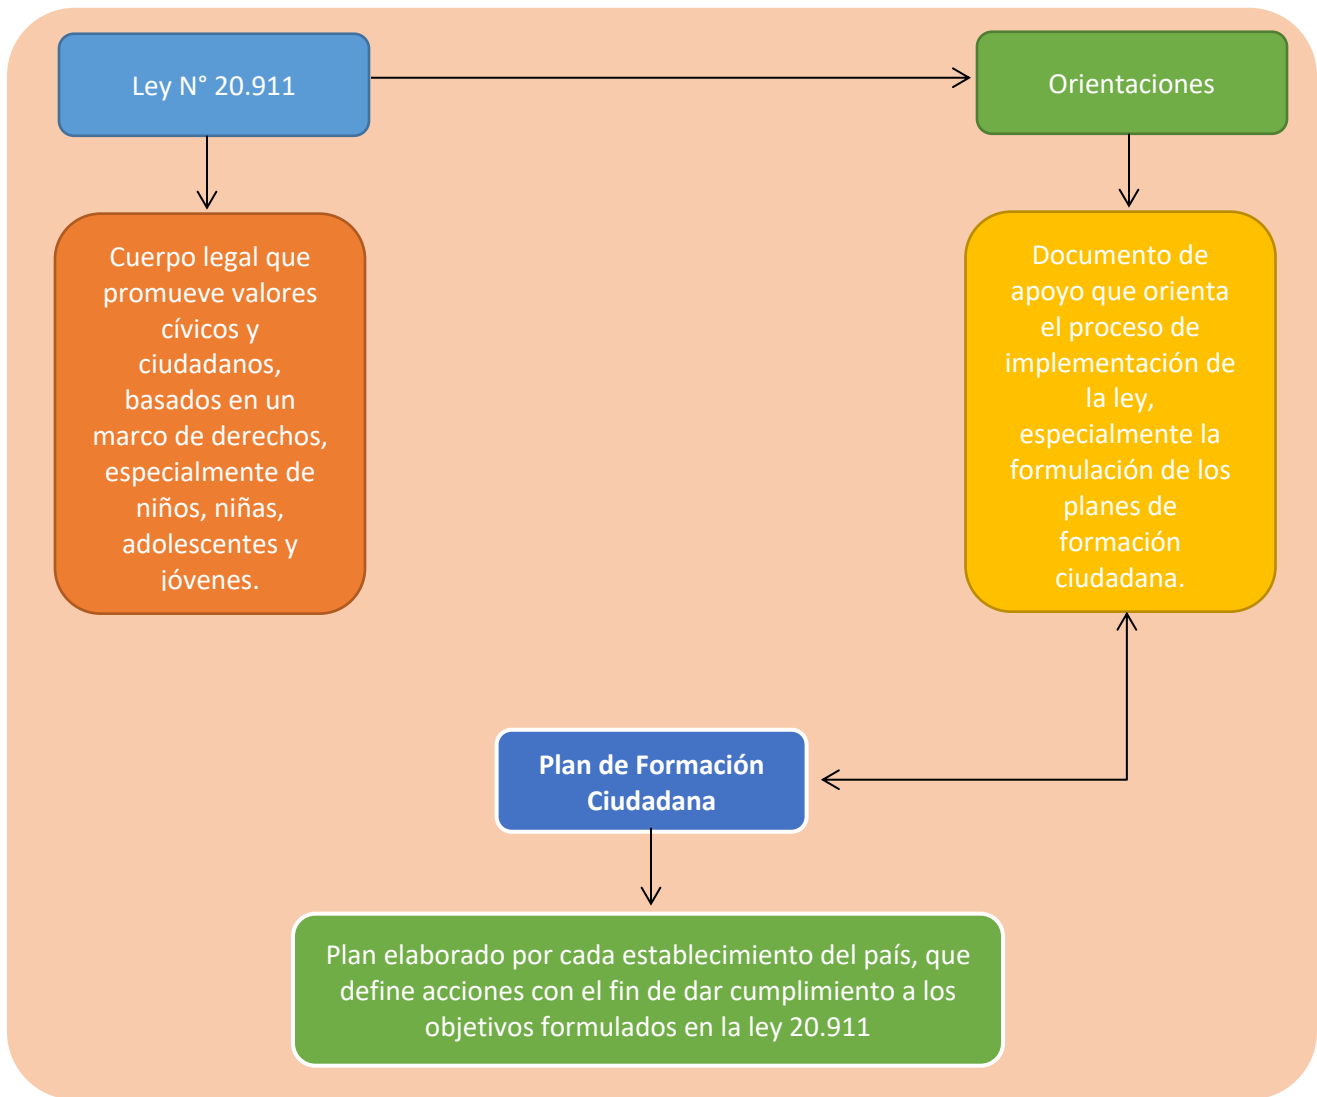 Ley N° 20.911
Orientaciones
Cuerpo legal que
promueve valores
cívicos y
ciudadanos,
basados en un
marco de derechos,
especialmente de
niños, niñas,
adolescentes y
jóvenes.
Documento de
apoyo que orienta
el proceso de
implementación de
la ley,
especialmente la
formulación de los
planes de
formación
ciudadana.
Plan de Formación
Ciudadana
Plan elaborado por cada establecimiento del país, que
define acciones con el fin de dar cumplimiento a los
objetivos formulados en la ley 20.911